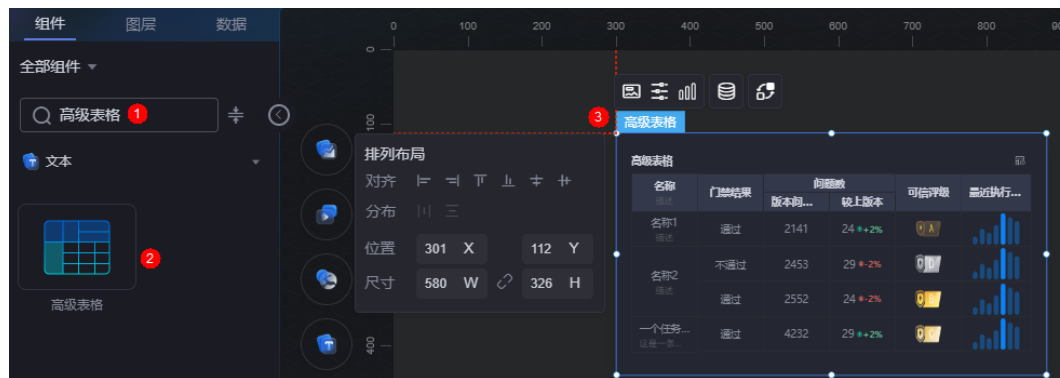 组件 图层 数据
全部组件
高级表格 1
文本
2
高级表格
0 100 200 300 400 500 600 700 800
0
100
400
排列布局
对齐
分布
位置 301 X 112 Y
尺寸 580 W 326 H
3
高级表格
高级表格
名称 描述 门禁结果 问题数 可信评级 最近执行...
版本问... 较上版本
名称1 描述 通过 2141 24 +2% A
名称2 描述 不通过 2453 29 -2%
通过 2552 24 -2%
一个任务... 这是一条... 通过 4232 29 +2%